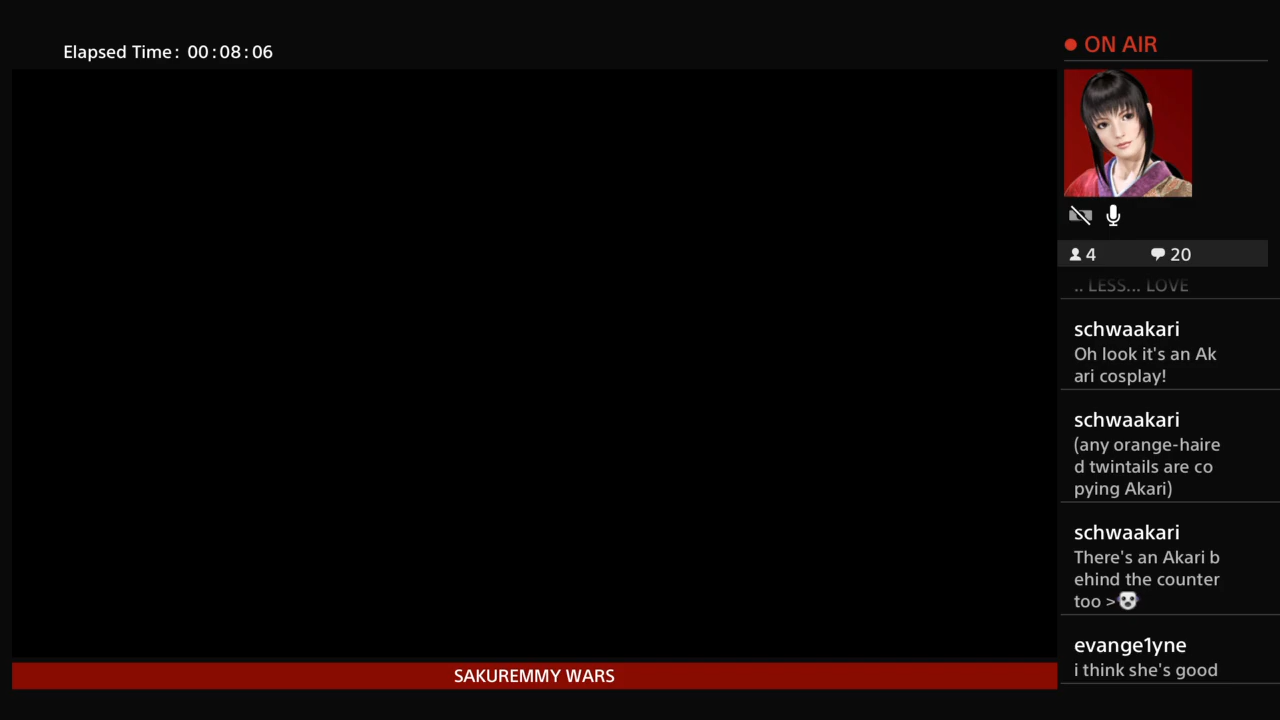 Elapsed Time: 00:08:06
ON AIR
4 20
.. LESS... LOVE
schwaakari
Oh look it's an Ak
ari cosplay!
schwaakari
(any orange-haire
d twintails are co
pying Akari)
schwaakari
There's an Akari b
ehind the counter
too >
evange1yne
i think she's good
SAKUREMMY WARS